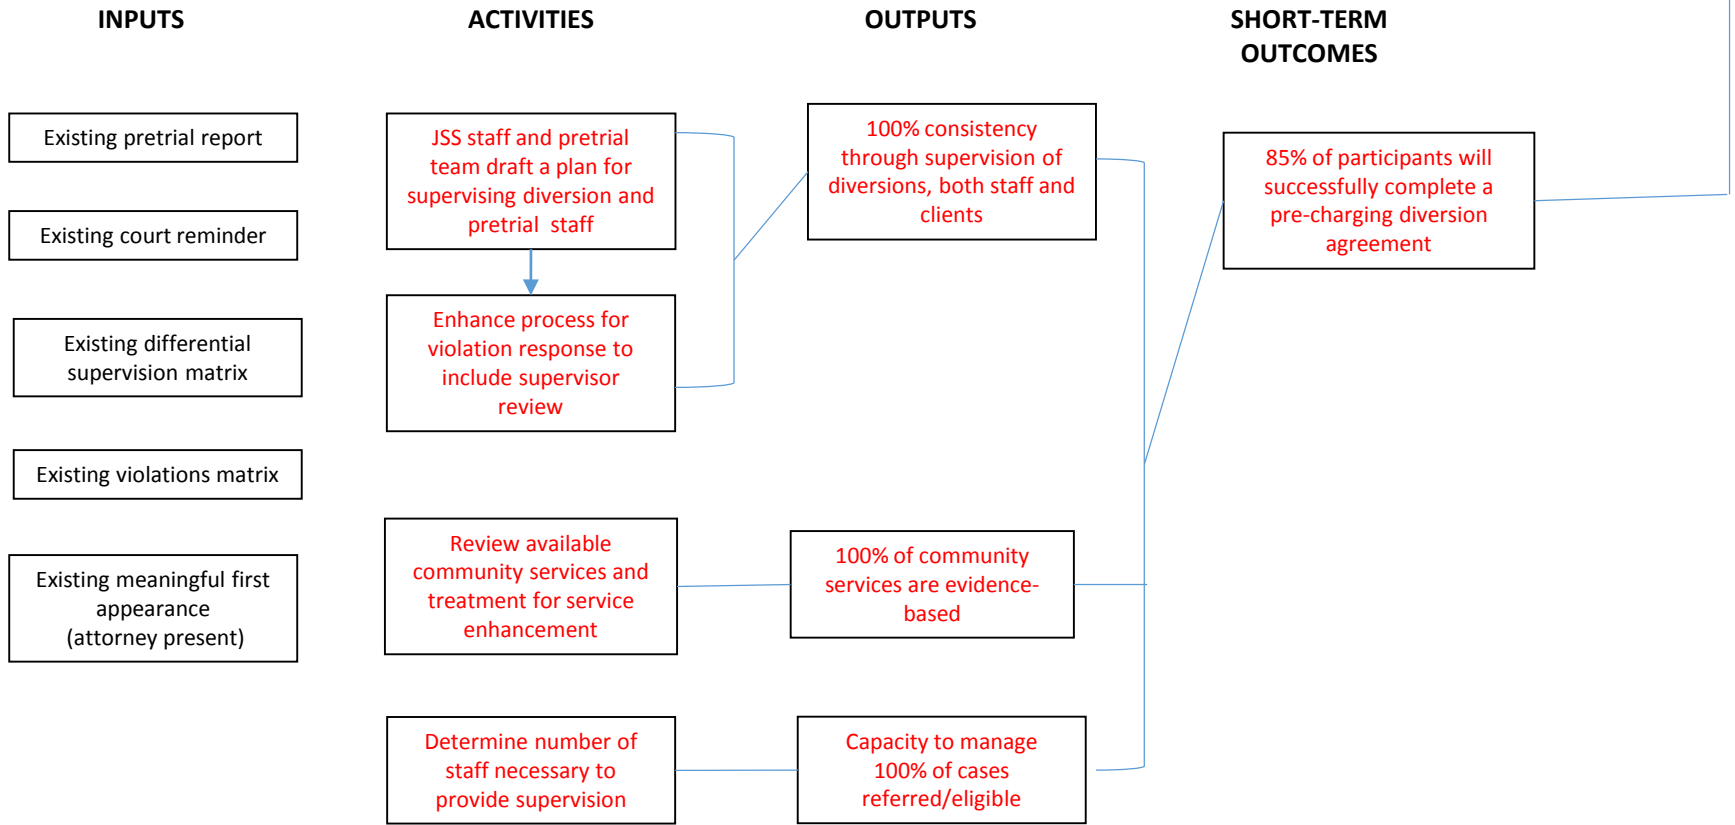 INPUTS
ACTIVITIES
OUTPUTS
SHORT-TERM
OUTCOMES
Existing pretrial report
Existing court reminder
Existing differential
supervision matrix
Existing violations matrix
Existing meaningful first
appearance
(attorney present)
JSS staff and pretrial
team draft a plan for
supervising diversion and
pretrial staff
Enhance process for
violation response to
include supervisor
review
Review available
community services and
treatment for service
enhancement
Determine number of
staff necessary to
provide supervision
100% consistency
through supervision of
diversions, both staff and
clients
100% of community
services are evidence-
based
Capacity to manage
100% of cases
referred/eligible
85% of participants will
successfully complete a
pre-charging diversion
agreement